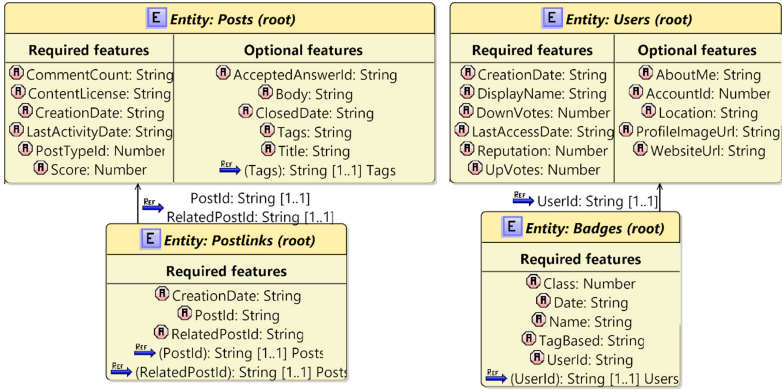 E Entity: Posts (root)
Required features
A CommentCount: String
A ContentLicense: String
A CreationDate: String
A LastActivityDate: String
A PostTypeId: Number
A Score: Number
Optional features
A AcceptedAnswerId: String
A Body: String
A ClosedDate: String
A Tags: String
A Title: String
REF (Tags): String [1..1] Tags
E Entity: Users (root)
Required features
A CreationDate: String
A DisplayName: String
A DownVotes: Number
A LastAccessDate: String
A Reputation: Number
A UpVotes: Number
Optional features
A AboutMe: String
A AccountId: Number
A Location: String
A ProfileImageUrl: String
A WebsiteUrl: String
REF PostId: String [1..1]
RelatedPostId: String [1..1]
REF UserId: String [1..1]
E Entity: Postlinks (root)
Required features
A CreationDate: String
A PostId: String
A RelatedPostId: String
REF (PostId): String [1..1] Posts
REF (RelatedPostId): String [1..1] Posts
E Entity: Badges (root)
Required features
A Class: Number
A Date: String
A Name: String
A TagBased: String
A UserId: String
REF (UserId): String [1..1] Users